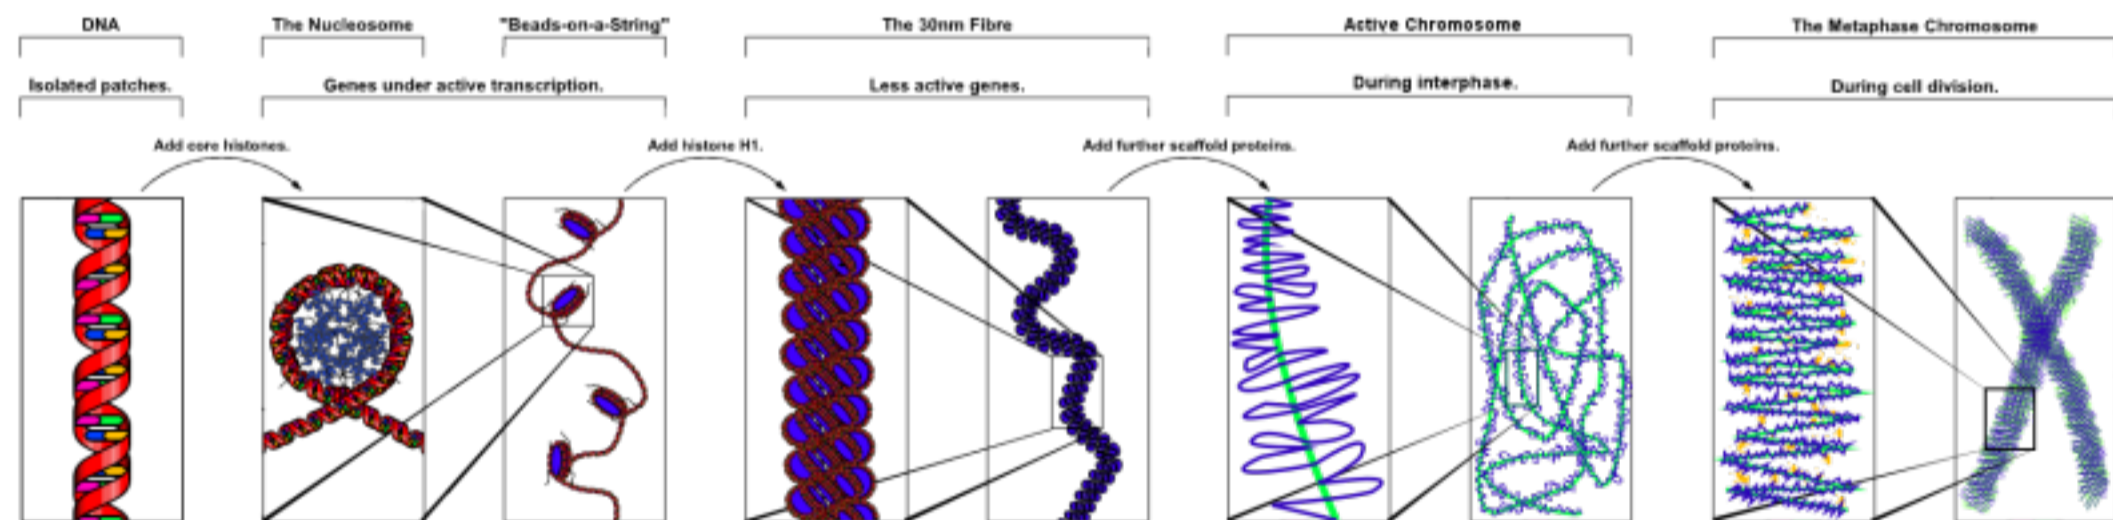 DNA
The Nucleosome
"Beads-on-a-String"
The 30nm Fibre
Active Chromosome
The Metaphase Chromosome
Isolated patches.
Genes under active transcription.
Less active genes.
During interphase.
During cell division.
Add core histones.
Add histone H1.
Add further scaffold proteins.
Add further scaffold proteins.